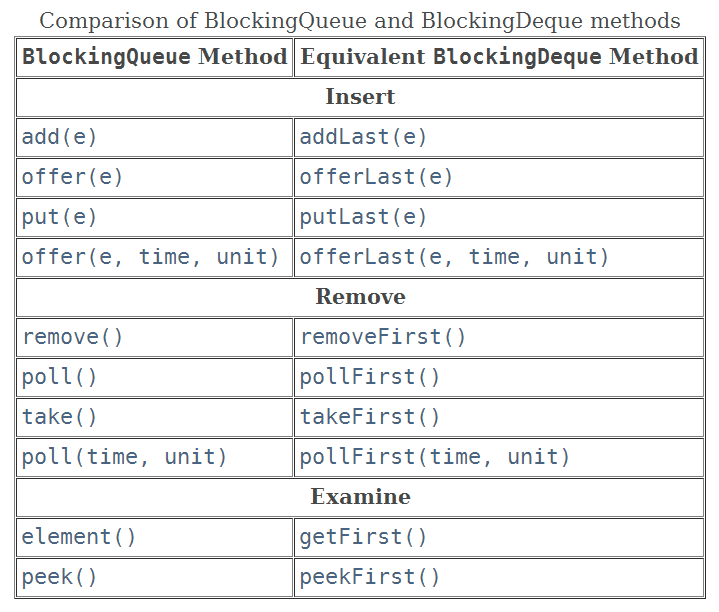 Comparison of BlockingQueue and BlockingDeque methods
BlockingQueue Method Equivalent BlockingDeque Method
Insert
add(e) addLast(e)
offer(e) offerLast(e)
put(e) putLast(e)
offer(e, time, unit) offerLast(e, time, unit)
Remove
remove() removeFirst()
poll() pollFirst()
take() takeFirst()
poll(time, unit) pollFirst(time, unit)
Examine
element() getFirst()
peek() peekFirst()